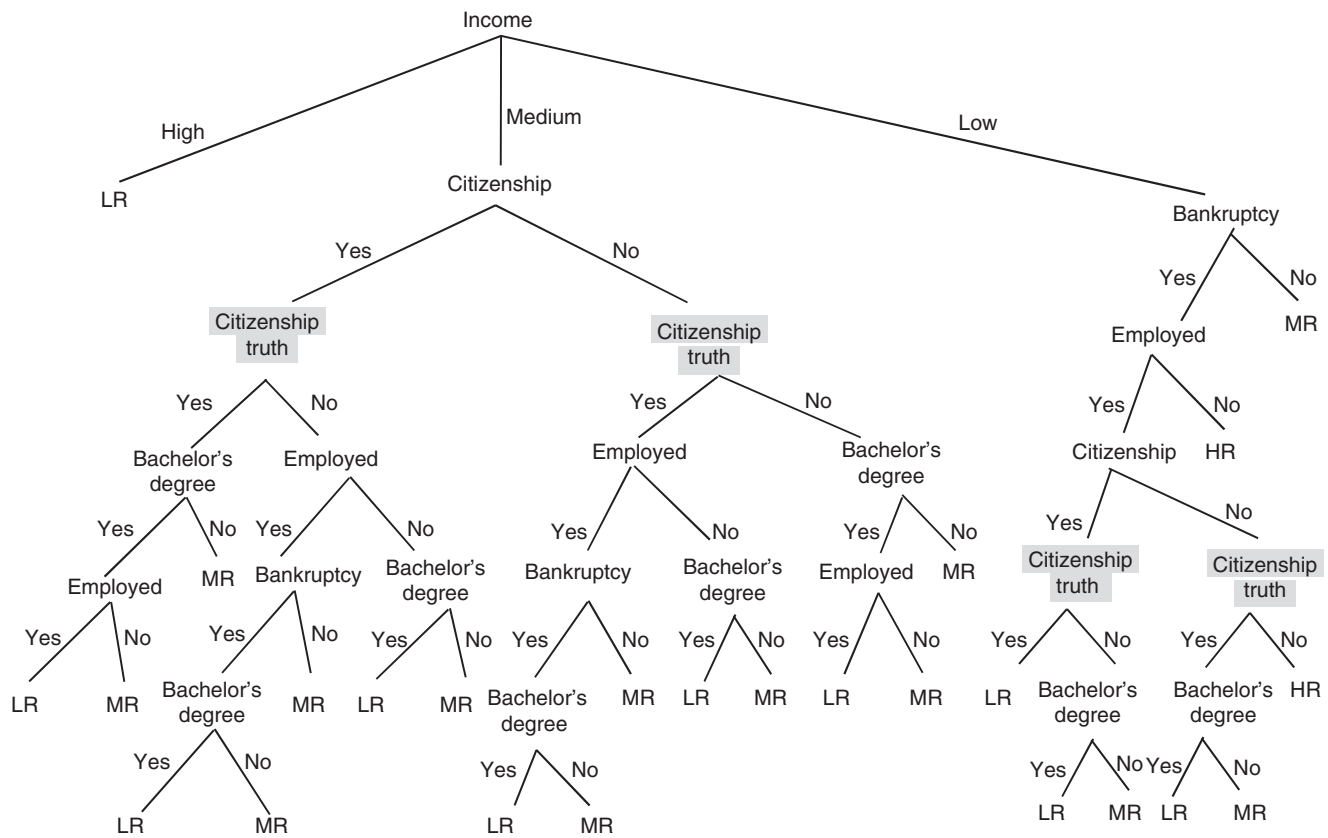 Income
High
Medium
Low
LR
Citizenship
Bankruptcy
Yes
No
Yes
No
Citizenship
truth
Citizenship
truth
Employed
MR
Yes
No
Yes
No
Yes
No
Bachelor's
degree
Employed
Employed
Bachelor's
degree
Citizenship
HR
Yes
No
Yes
No
Yes
No
Yes
No
Yes
No
Employed
MR
Bankruptcy
Bachelor's
degree
Bankruptcy
Bachelor's
degree
Employed
MR
Citizenship
truth
Citizenship
truth
Yes
No
Yes
No
Yes
No
Yes
No
Yes
No
Yes
No
Yes
No
Yes
No
LR
MR
Bachelor's
degree
MR
LR
MR
Bachelor's
degree
MR
LR
MR
LR
MR
LR
Bachelor's
degree
Bachelor's
degree
HR
Yes
No
Yes
No
Yes
No
Yes
No
LR
MR
LR
MR
LR
MR
LR
MR